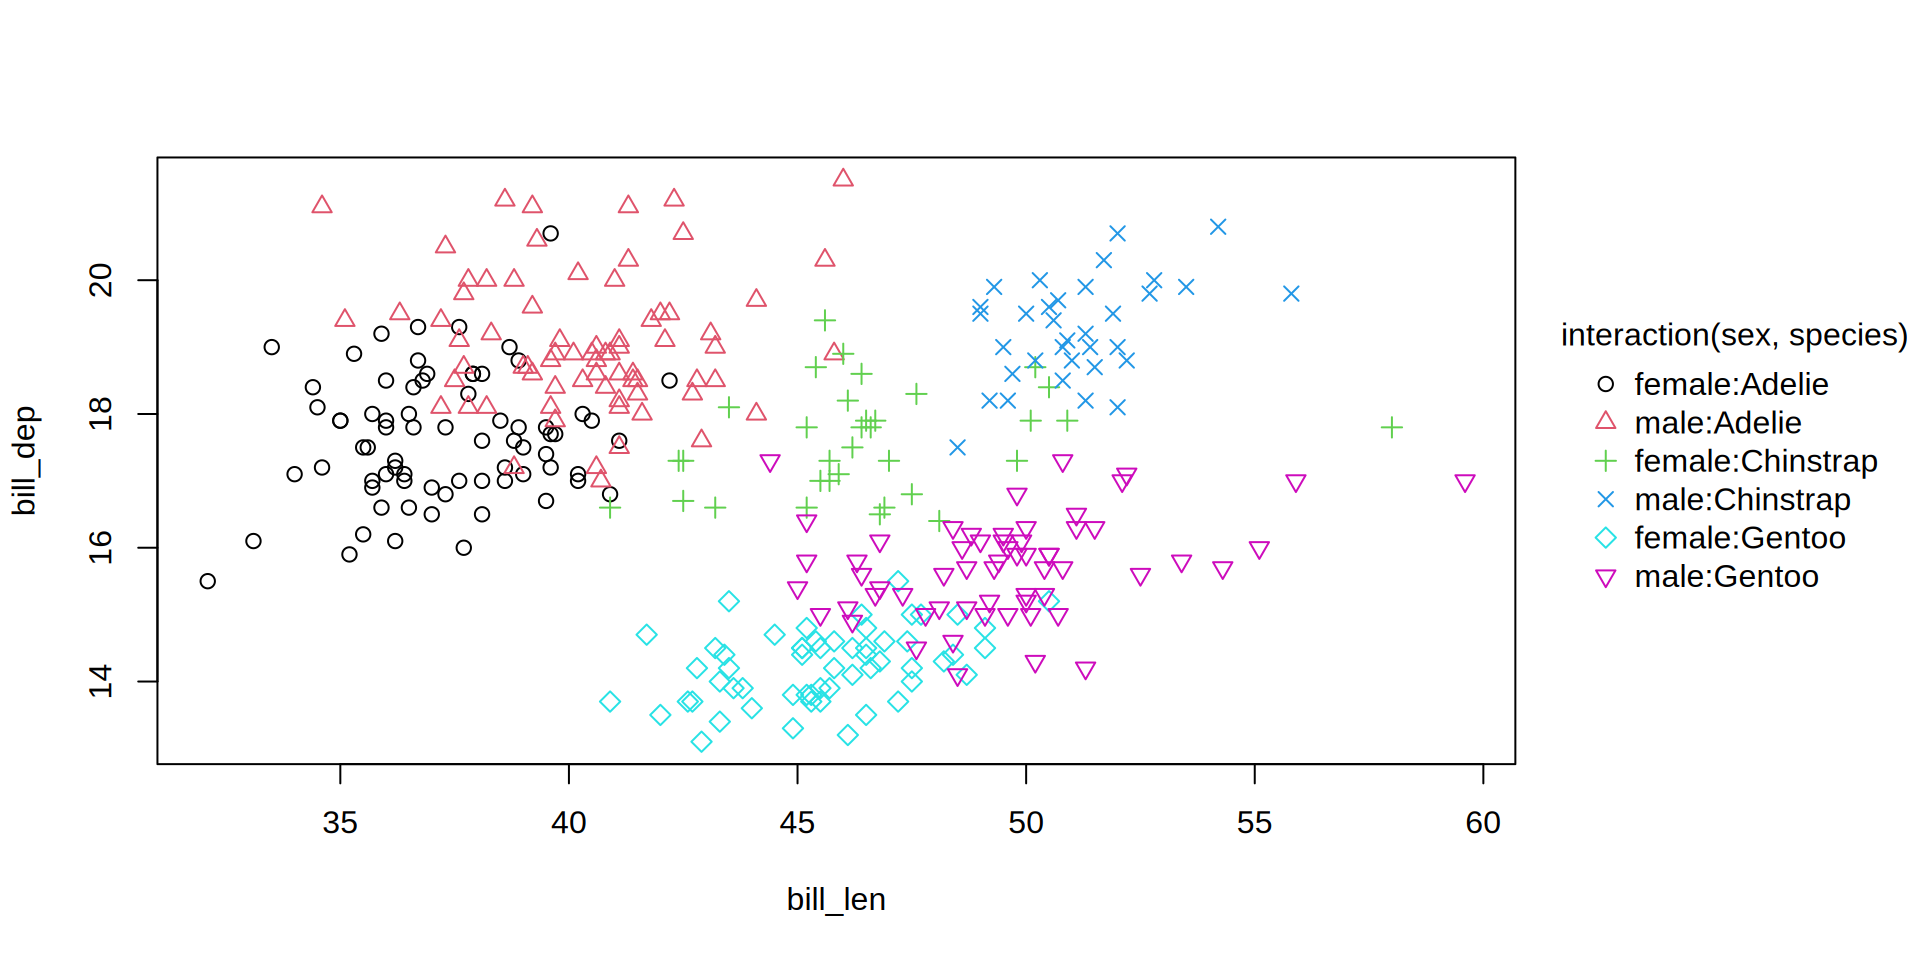 bill_dep
20
18
16
14
35 40 45 50 55 60
bill_len
interaction(sex, species)
female:Adelie
male:Adelie
female:Chinstrap
male:Chinstrap
female:Gentoo
male:Gentoo